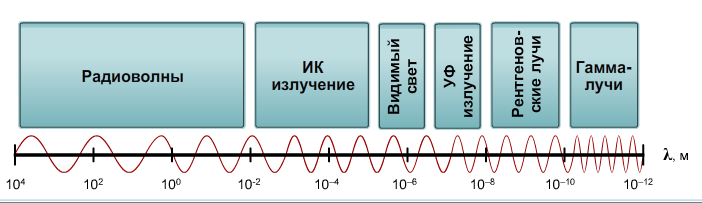 Радиоволны
ИК
излучение
Видимый
свет
УФ
излучение
Рентгенов-
ские лучи
Гамма-
лучи
λ, м
10⁴ 10² 10⁰ 10⁻² 10⁻⁴ 10⁻⁶ 10⁻⁸ 10⁻¹⁰ 10⁻¹²